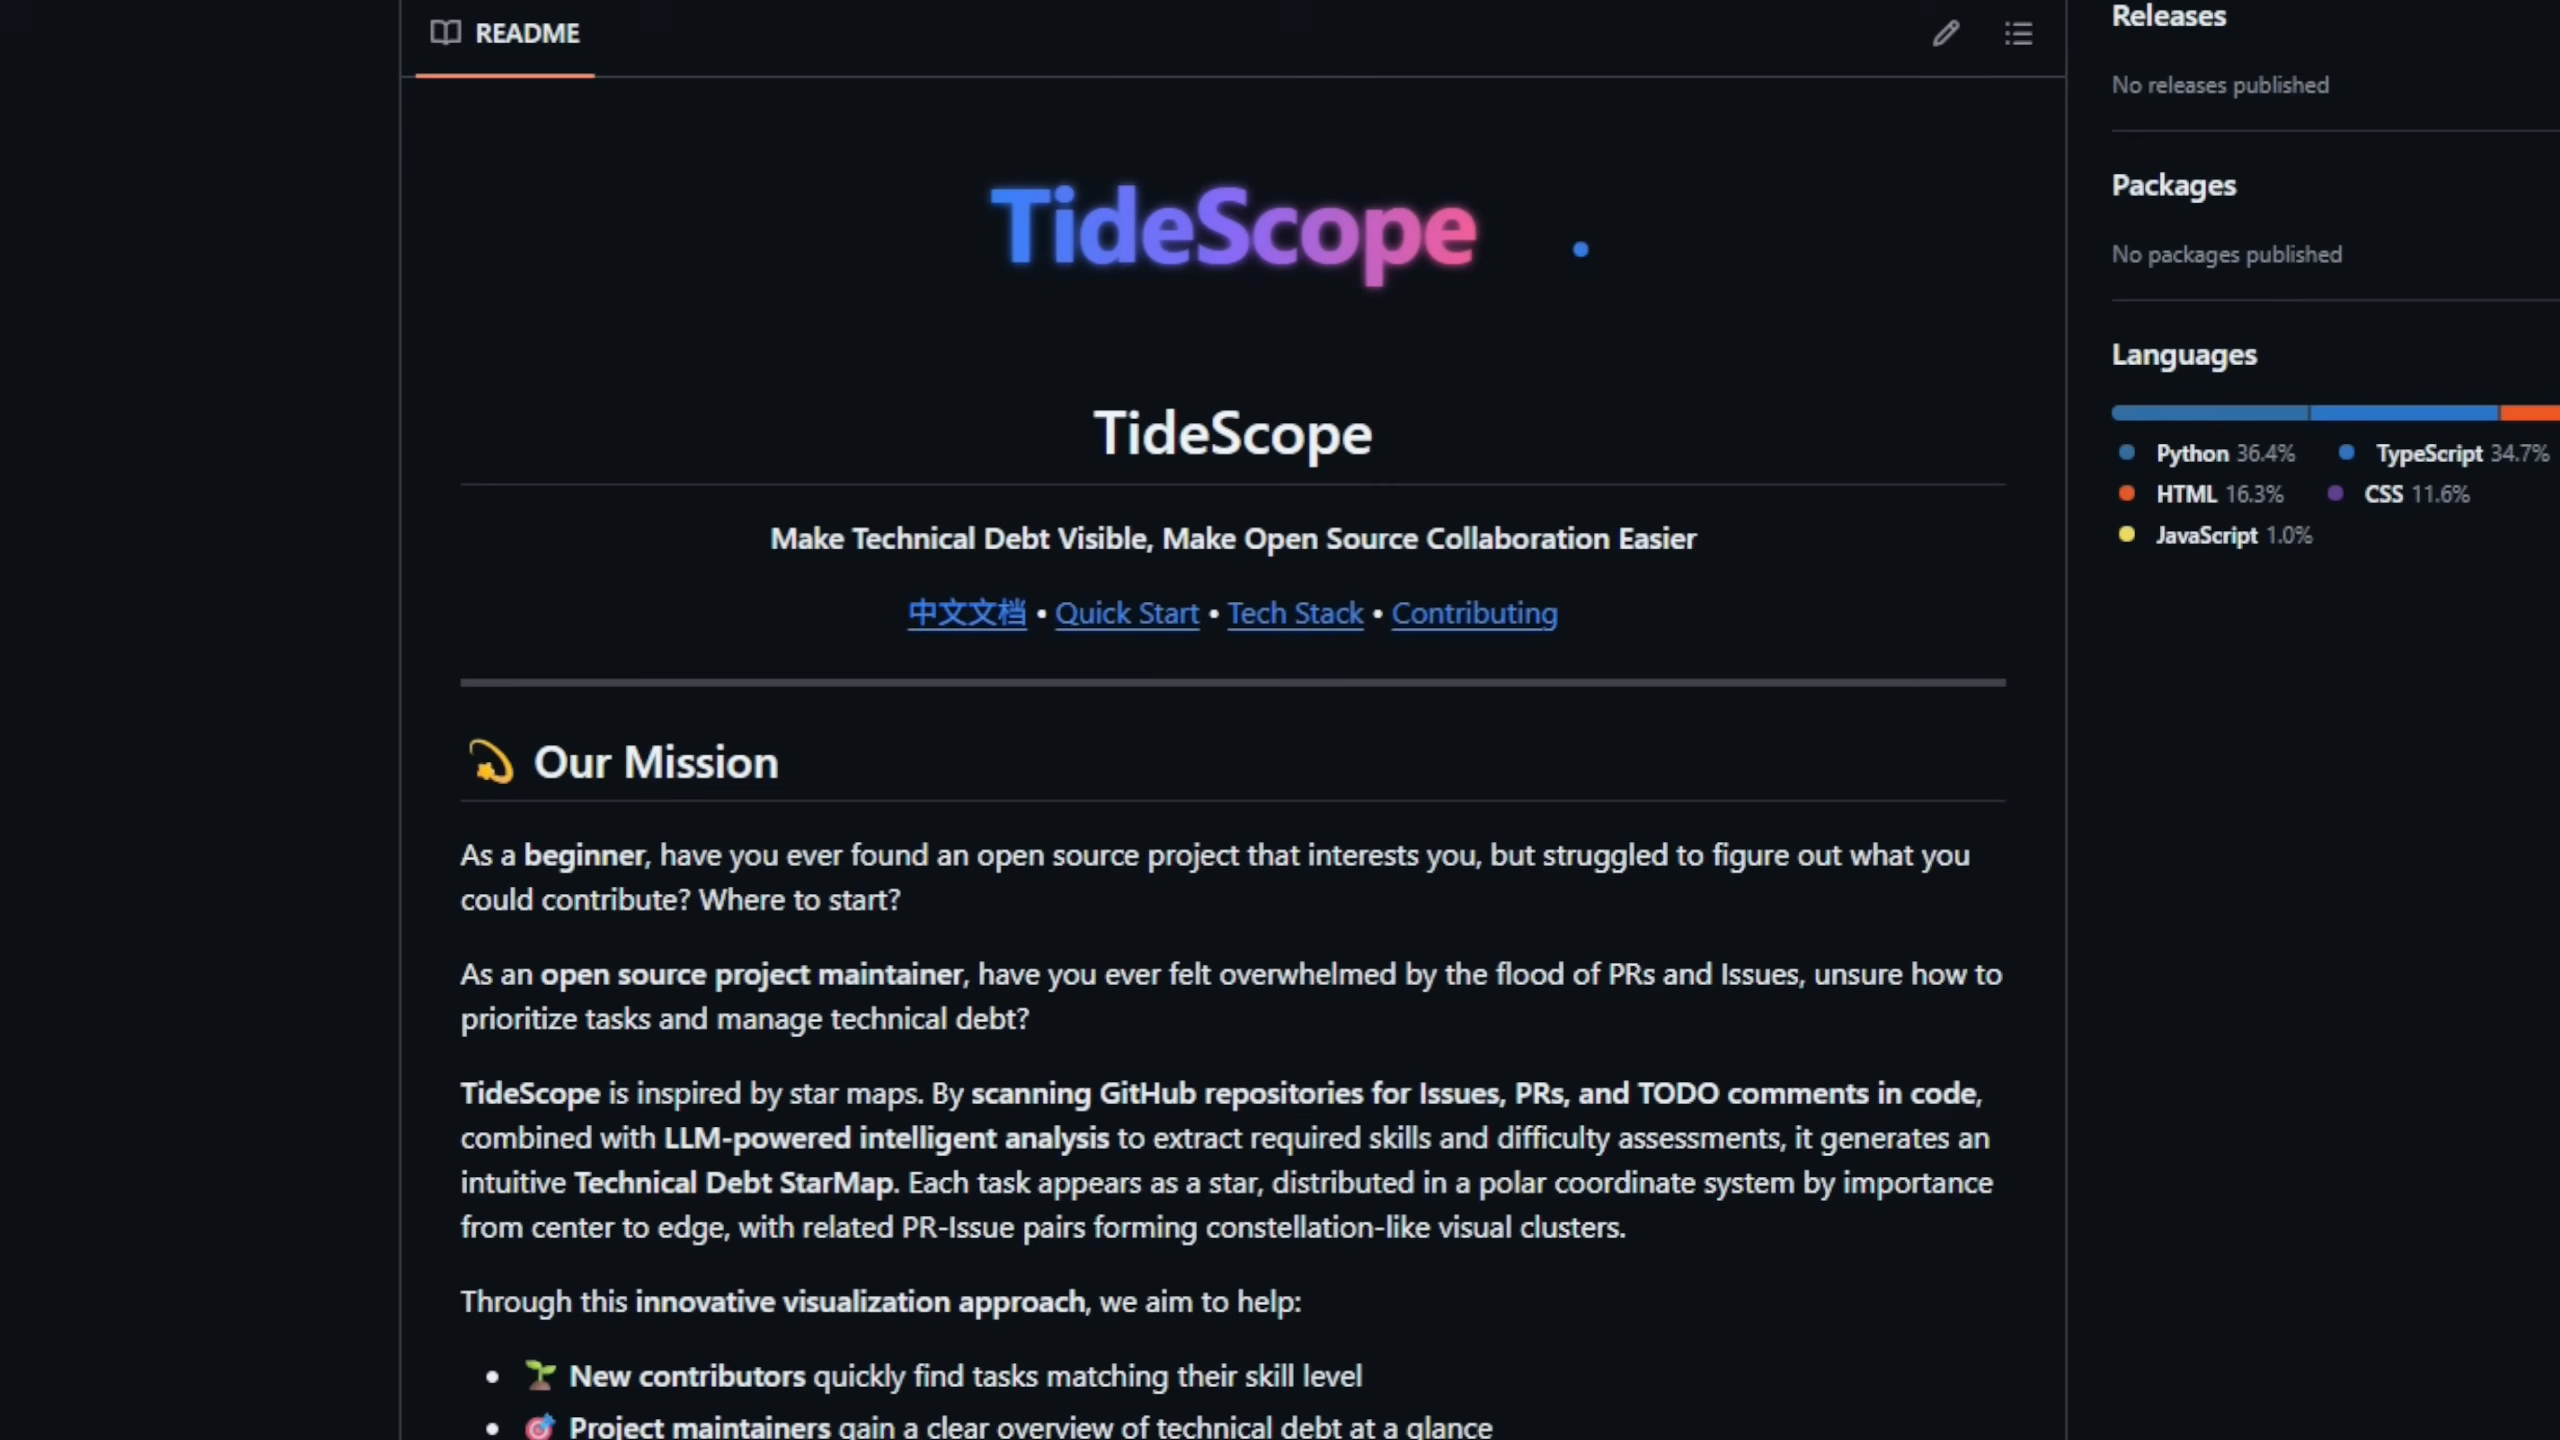 README
TideScope
TideScope
Make Technical Debt Visible, Make Open Source Collaboration Easier
中文文档 • Quick Start • Tech Stack • Contributing
💫 Our Mission
As a beginner, have you ever found an open source project that interests you, but struggled to figure out what you
could contribute? Where to start?
As an open source project maintainer, have you ever felt overwhelmed by the flood of PRs and Issues, unsure how to
prioritize tasks and manage technical debt?
TideScope is inspired by star maps. By scanning GitHub repositories for Issues, PRs, and TODO comments in code,
combined with LLM-powered intelligent analysis to extract required skills and difficulty assessments, it generates an
intuitive Technical Debt StarMap. Each task appears as a star, distributed in a polar coordinate system by importance
from center to edge, with related PR-Issue pairs forming constellation-like visual clusters.
Through this innovative visualization approach, we aim to help:
• 🌱 New contributors quickly find tasks matching their skill level
• 🎯 Project maintainers gain a clear overview of technical debt at a glance
Releases
No releases published
Packages
No packages published
Languages
Python 36.4% TypeScript 34.7%
HTML 16.3% CSS 11.6%
JavaScript 1.0%